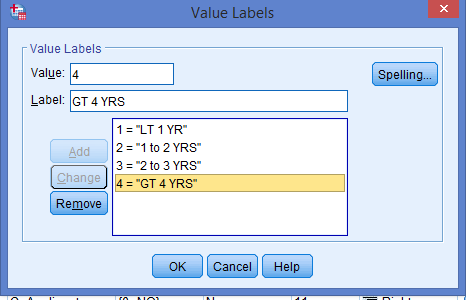 Value Labels
Value Labels
Value: 4
Spelling...
Label: GT 4 YRS
Add
Change
Remove
1 = "LT 1 YR"
2 = "1 to 2 YRS"
3 = "2 to 3 YRS"
4 = "GT 4 YRS"
OK Cancel Help